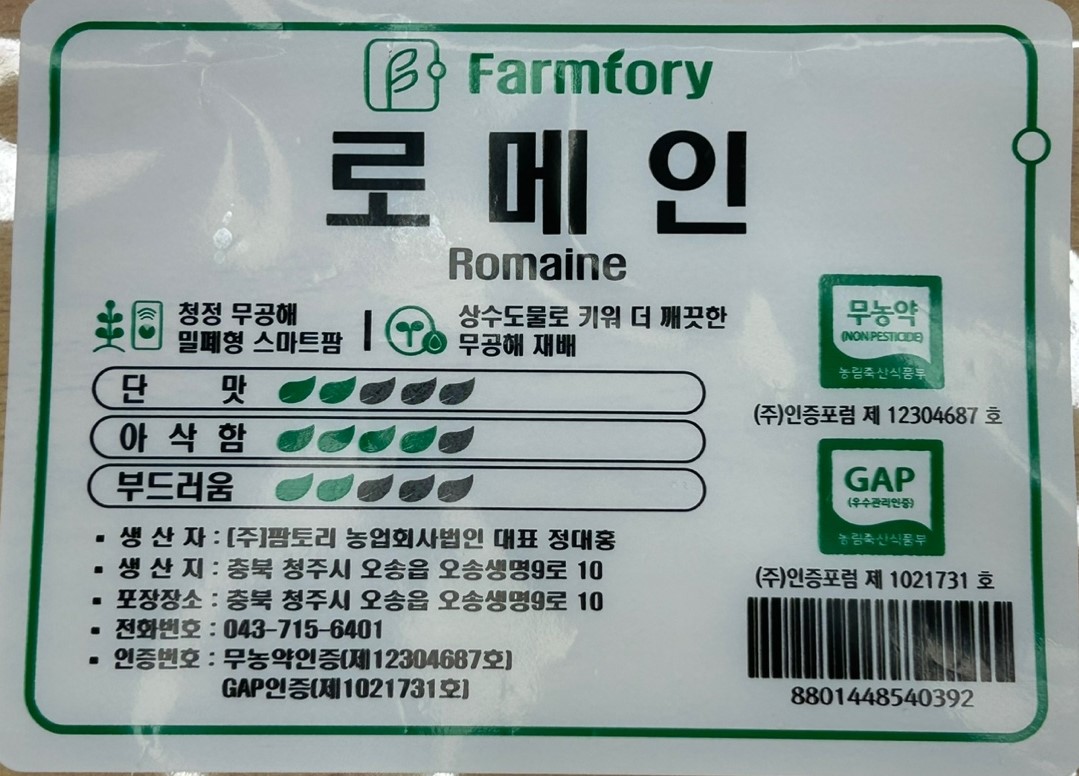 Farmfory
로메인
Romaine
청정 무공해
밀폐형 스마트팜
상수도물로 키워 더 깨끗한
무공해 재배
단 맛
아 삭 함
부드러움
무농약
(NON PESTICIDE)
농림축산식품부
(주)인증포럼 제 12304687 호
GAP
(우수관리인증)
농림축산식품부
(주)인증포럼 제 1021731 호
▪ 생 산 자 : [주]팜토리 농업회사법인 대표 정대홍
▪ 생 산 지 : 충북 청주시 오송읍 오송생명9로 10
▪ 포장장소 : 충북 청주시 오송읍 오송생명9로 10
▪ 전화번호 : 043-715-6401
▪ 인증번호 : 무농약인증(제12304687호)
GAP인증(제1021731호)
8801448540392